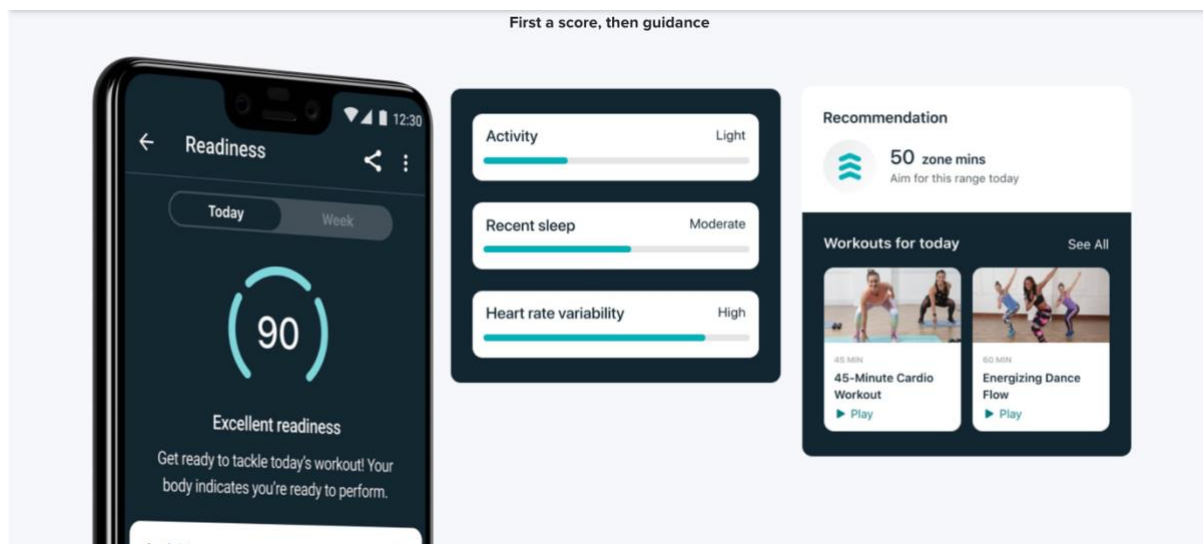 First a score, then guidance
12:30
Readiness
Today
Week
90
Excellent readiness
Get ready to tackle today's workout! Your
body indicates you're ready to perform.
Activity
Light
Recent sleep
Moderate
Heart rate variability
High
Recommendation
50 zone mins
Aim for this range today
Workouts for today
See All
45 MIN
45-Minute Cardio
Workout
Play
60 MIN
Energizing Dance
Flow
Play